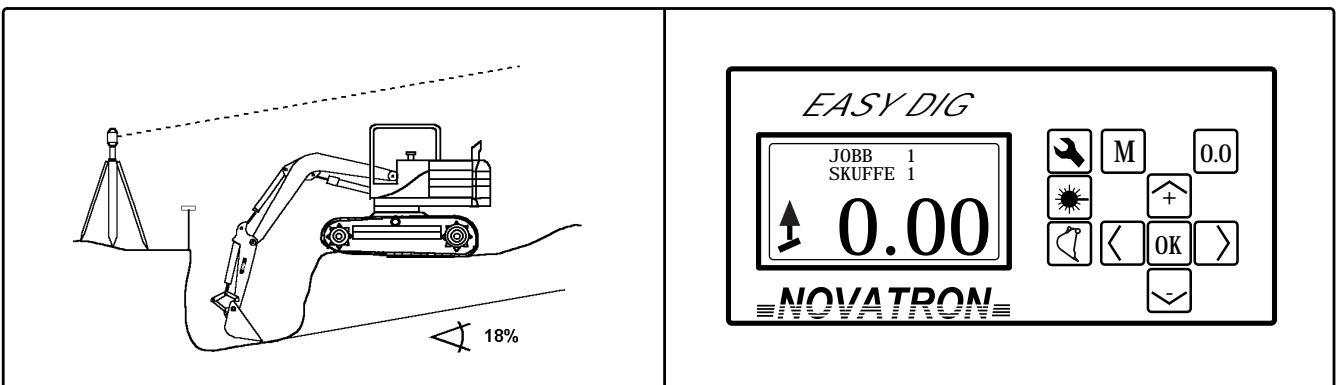 18%
EASY DIG
JOBB 1
SKUFFE 1
0.00
NOVATRON
M
0.0
+
OK
-